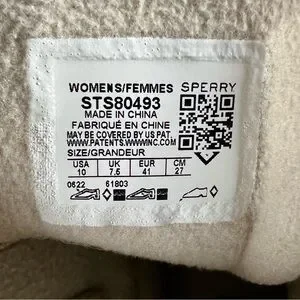 WOMENS/FEMMES SPERRY
STS80493
MADE IN CHINA
FABRIQUÉ EN CHINE
MAY BE COVERED BY US PAT.
WWW.PATENTS.WWWINC.COM
SIZE/GRANDEUR
USA UK EUR CM
10 7.5 41 27
0622 61803